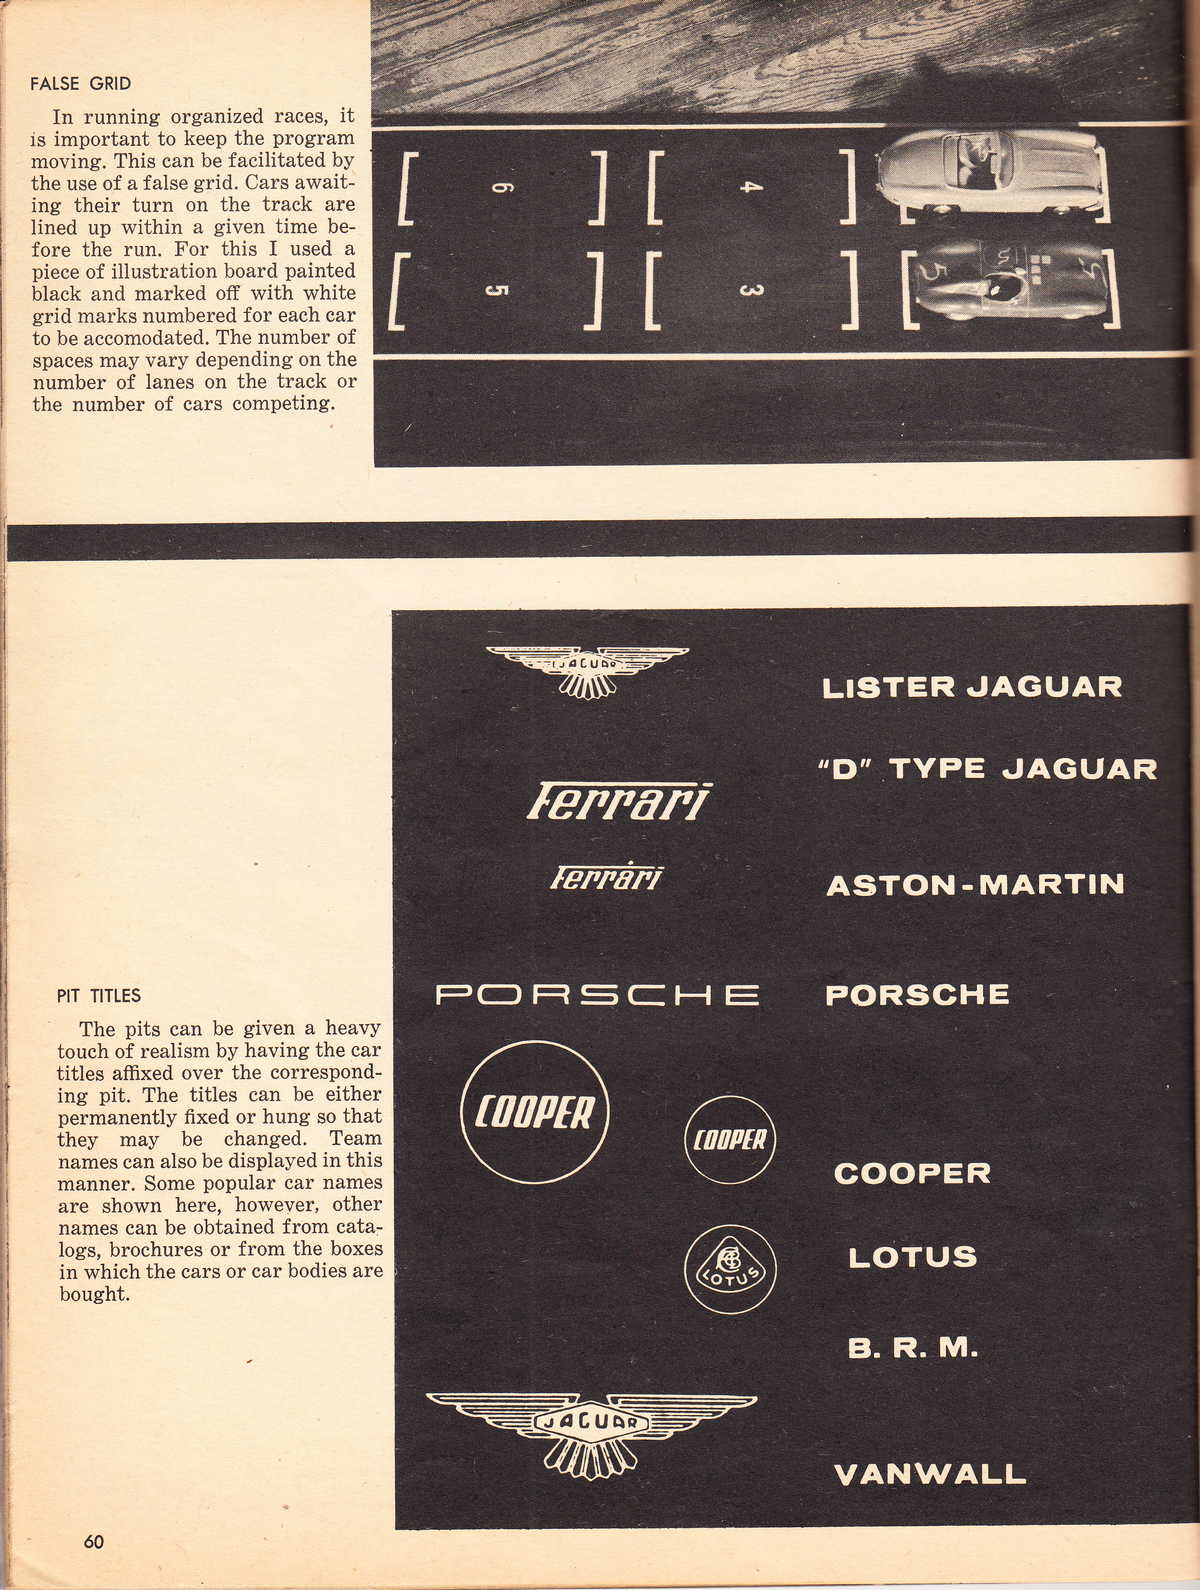 FALSE GRID
In running organized races, it
is important to keep the program
moving. This can be facilitated by
the use of a false grid. Cars await-
ing their turn on the track are
lined up within a given time be-
fore the run. For this I used a
piece of illustration board painted
black and marked off with white
grid marks numbered for each car
to be accomodated. The number of
spaces may vary depending on the
number of lanes on the track or
the number of cars competing.
6
4
5
3
5
5
5
PIT TITLES
The pits can be given a heavy
touch of realism by having the car
titles affixed over the correspond-
ing pit. The titles can be either
permanently fixed or hung so that
they may be changed. Team
names can also be displayed in this
manner. Some popular car names
are shown here, however, other
names can be obtained from cata-
logs, brochures or from the boxes
in which the cars or car bodies are
bought.
JAGUAR
LISTER JAGUAR
"D" TYPE JAGUAR
Ferrari
Ferrari
ASTON-MARTIN
PORSCHE
PORSCHE
COOPER
COOPER
COOPER
LOTUS
LOTUS
B. R. M.
JAGUAR
VANWALL
60